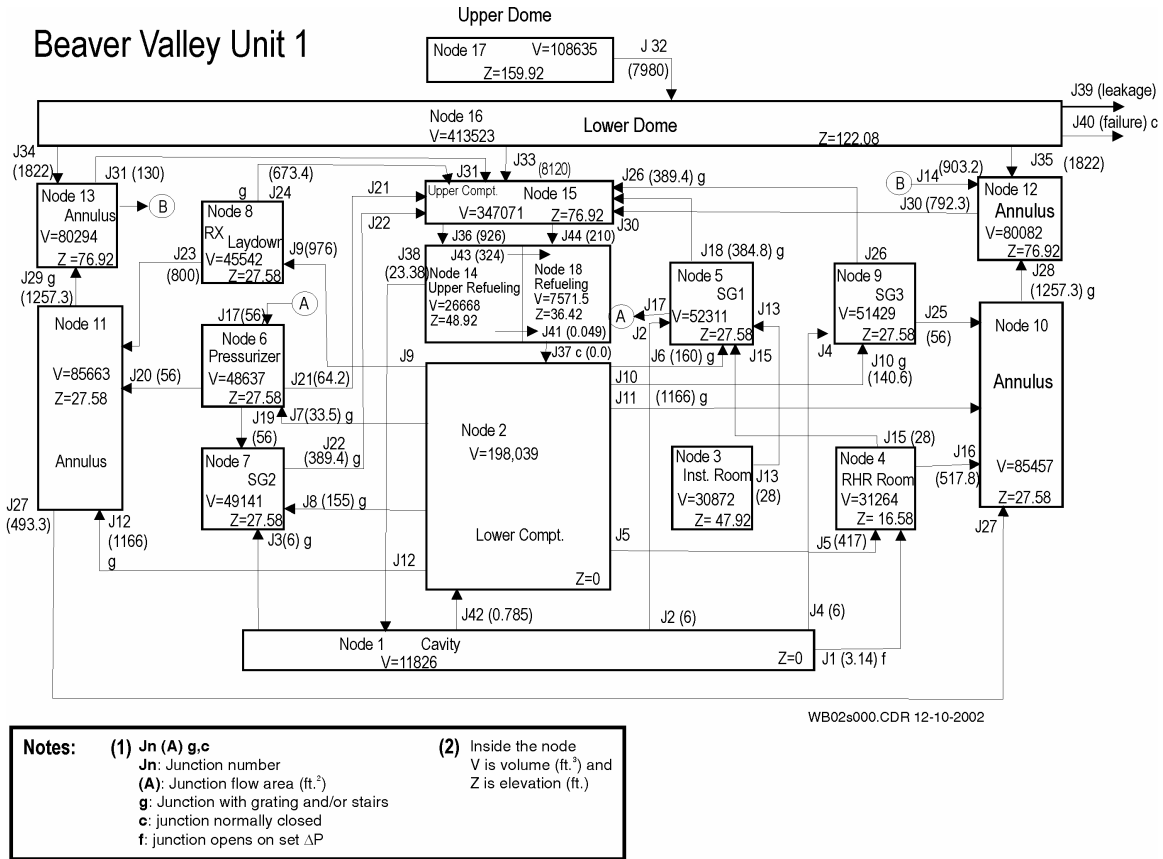 Upper Dome
Beaver Valley Unit 1
Node 17 V=108635
Z=159.92
J 32
(7980)
J39 (leakage)
J40 (failure) c
Node 16
V=413523
Lower Dome
Z=122.08
J34
(1822)
J31 (130)
(673.4)
J31
J33
(8120)
J35
(1822)
Node 13
Annulus
V=80294
Z =76.92
B
g
J24
Node 8
RX
Laydown
V=45542
Z=27.58
J21
J22
Upper Compt.
Node 15
V=347071
Z=76.92
J26 (389.4) g
J30
B
J14
(903.2)
J30 (792.3)
Node 12
Annulus
V=80082
Z=76.92
J29 g
(1257.3)
J23
(800)
J9(976)
J38
(23.38)
J36 (926)
J44 (210)
J43 (324)
Node 14
Upper Refueling
V=26668
Z=48.92
Node 18
Refueling
V=7571.5
Z=36.42
J41 (0.049)
J37 c (0.0)
J18 (384.8) g
Node 5
SG1
V=52311
Z=27.58
A
J17
J2
J13
J15
J6 (160) g
J26
Node 9
SG3
V=51429
Z=27.58
J4
J25
(56)
J10 g
(140.6)
J28
(1257.3) g
Node 11
V=85663
Z=27.58
Annulus
A
J17(56)
Node 6
Pressurizer
V=48637
Z=27.58
J20 (56)
J21(64.2)
J9
J19
(56)
J7(33.5) g
J22
(389.4) g
J10
J11
(1166) g
Node 10
Annulus
V=85457
Z=27.58
Node 7
SG2
V=49141
Z=27.58
J8 (155) g
J3(6) g
Node 2
V=198,039
Lower Compt.
Z=0
Node 3
Inst. Room
V=30872
Z= 47.92
J13
(28)
J15 (28)
Node 4
RHR Room
V=31264
Z= 16.58
J16
(517.8)
J27
(493.3)
J12
(1166)
g
J12
J5
J5 (417)
J27
J42 (0.785)
J2 (6)
J4 (6)
Node 1 Cavity
V=11826
Z=0
J1 (3.14) f
WB02s000.CDR 12-10-2002
Notes: (1) Jn (A) g,c
Jn: Junction number
(A): Junction flow area (ft.²)
g: Junction with grating and/or stairs
c: junction normally closed
f: junction opens on set ΔP
(2) Inside the node
V is volume (ft.³) and
Z is elevation (ft.)